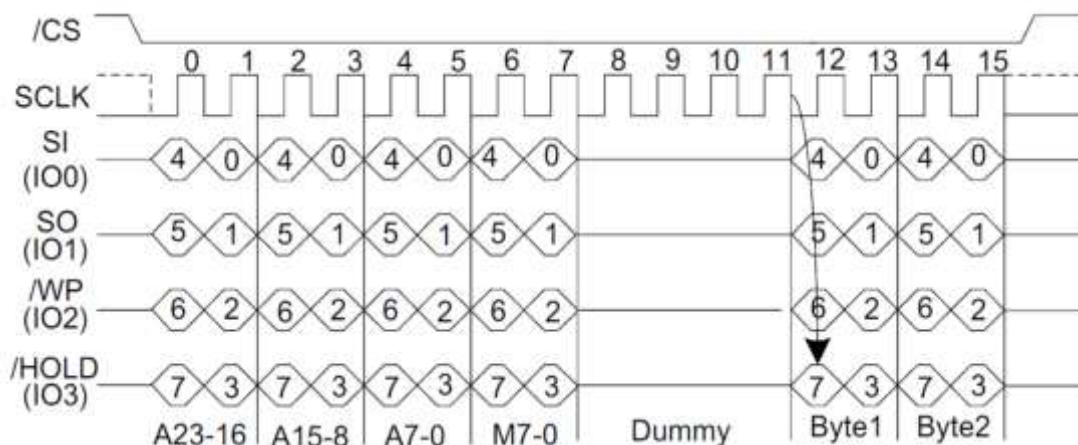 /CS
0 1 2 3 4 5 6 7 8 9 10 11 12 13 14 15
SCLK
SI
(IO0)
4 0 4 0 4 0 4 0 4 0 4 0
SO
(IO1)
5 1 5 1 5 1 5 1 5 1 5 1
/WP
(IO2)
6 2 6 2 6 2 6 2 6 2 6 2
/HOLD
(IO3)
7 3 7 3 7 3 7 3 7 3 7 3
A23-16 A15-8 A7-0 M7-0 Dummy Byte1 Byte2